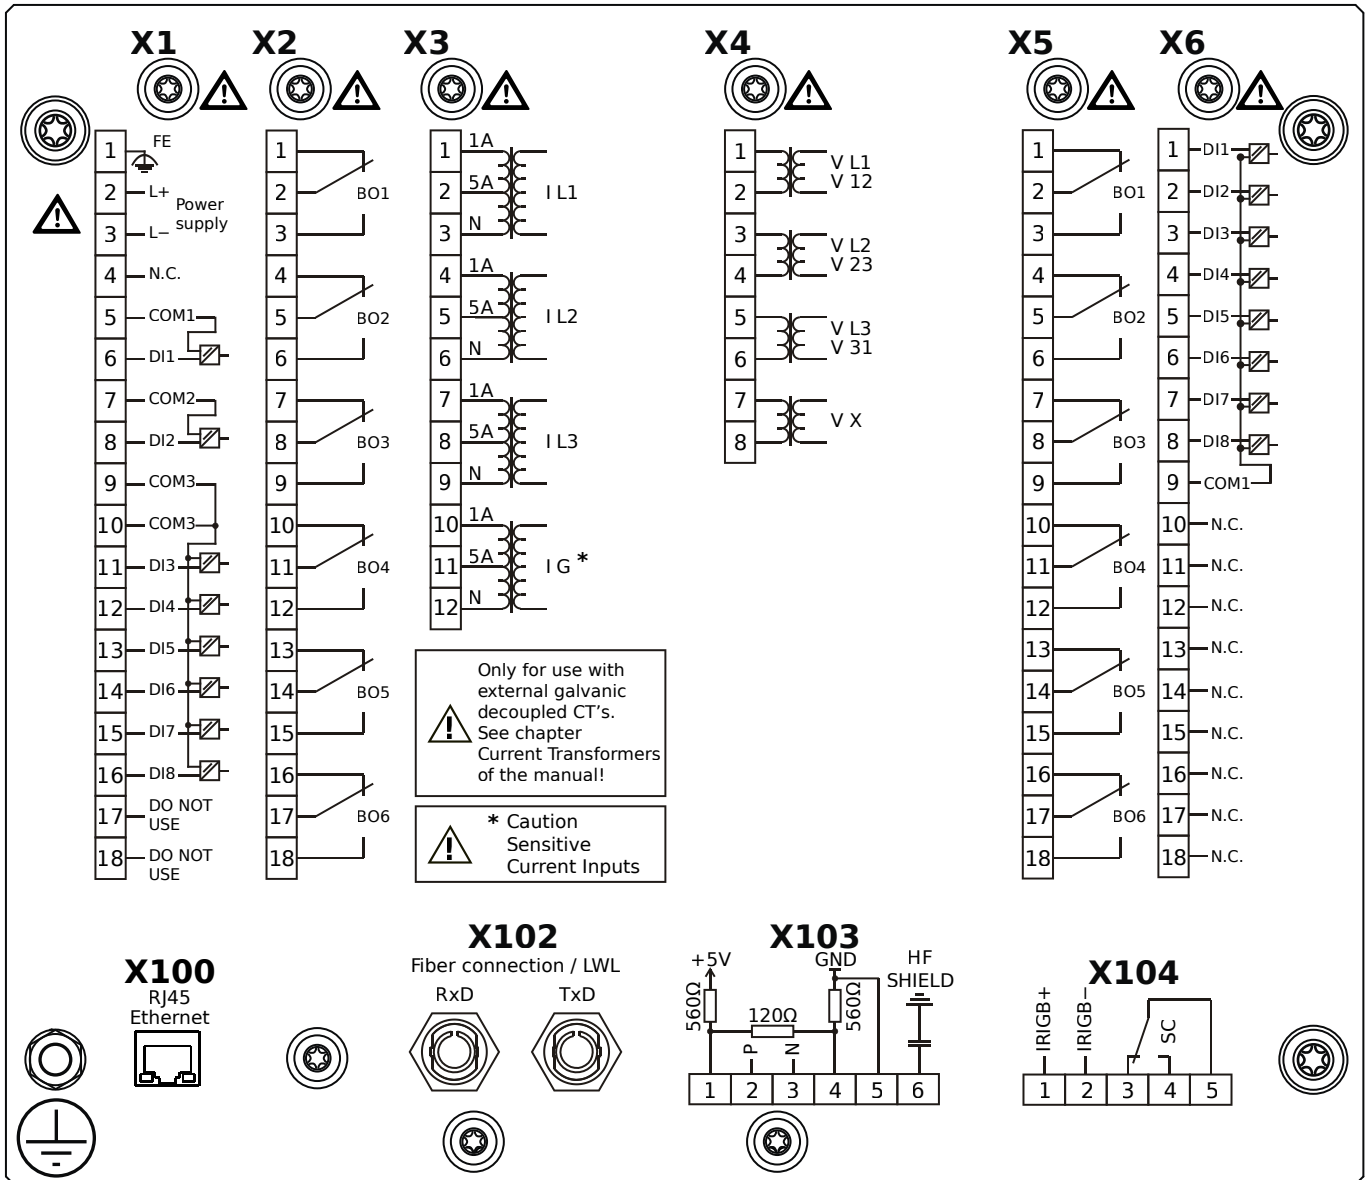 X1
X2
X3
X4
X5
X6
1
FE
2
L+
Power
supply
3
L−
4
N.C.
5
COM1
6
DI1
7
COM2
8
DI2
9
COM3
10
COM3
11
DI3
12
DI4
13
DI5
14
DI6
15
DI7
16
DI8
17
DO NOT
USE
18
DO NOT
USE
1
2
BO1
3
4
5
BO2
6
7
8
BO3
9
10
11
BO4
12
13
14
BO5
15
16
17
BO6
18
1
1A
2
5A
I L1
3
N
4
1A
5
5A
I L2
6
N
7
1A
8
5A
I L3
9
N
10
1A
11
5A
I G *
12
N
Only for use with
external galvanic
decoupled CT's.
See chapter
Current Transformers
of the manual!
* Caution
Sensitive
Current Inputs
1
2
V L1
V 12
3
4
V L2
V 23
5
6
V L3
V 31
7
8
V X
1
2
BO1
3
4
5
BO2
6
7
8
BO3
9
10
11
BO4
12
13
14
BO5
15
16
17
BO6
18
1
DI1
2
DI2
3
DI3
4
DI4
5
DI5
6
DI6
7
DI7
8
DI8
9
COM1
10
N.C.
11
N.C.
12
N.C.
13
N.C.
14
N.C.
15
N.C.
16
N.C.
17
N.C.
18
N.C.
X100
RJ45
Ethernet
X102
Fiber connection / LWL
RxD
TxD
X103
+5V
GND
HF
SHIELD
560Ω
120Ω
560Ω
P
N
1 2 3 4 5 6
X104
IRIGB+
IRIGB−
SC
1 2 3 4 5